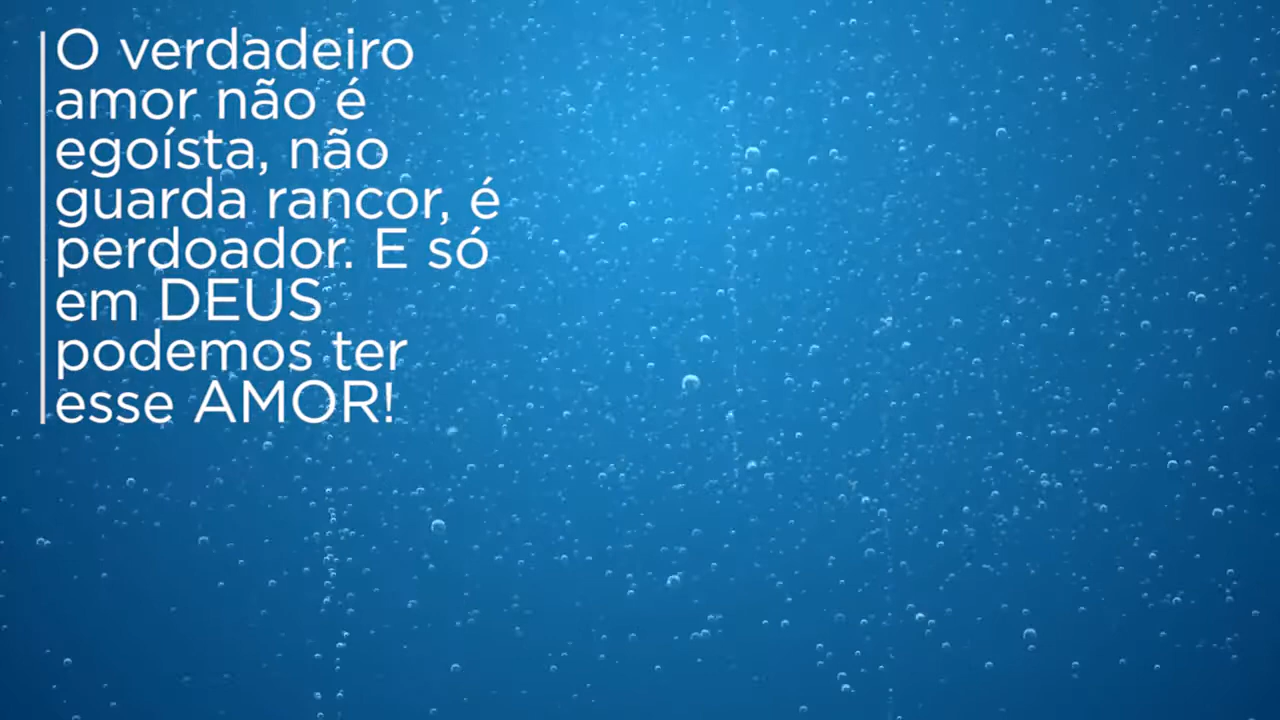 O verdadeiro
amor não é
egoísta, não
guarda rancor, é
perdoador. E só
em DEUS
podemos ter
esse AMOR!